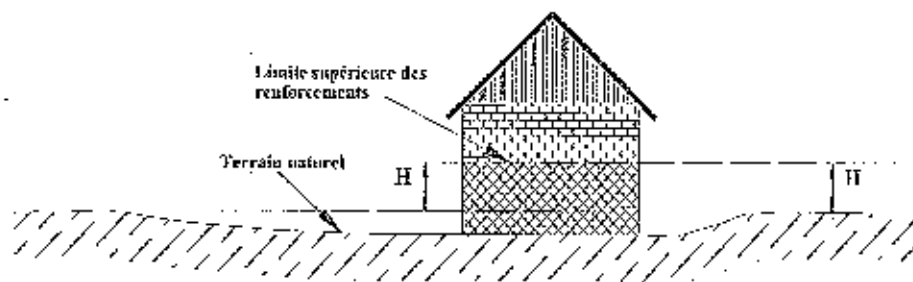 Limite supérieure des
renforcements
Terrain naturel
H
H